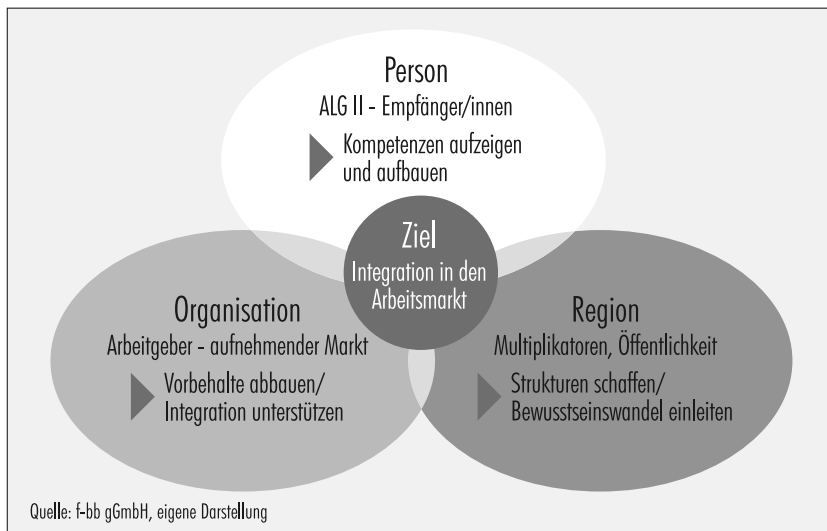 Person
ALG II - Empfänger/innen
Kompetenzen aufzeigen
und aufbauen
Ziel
Integration in den
Arbeitsmarkt
Organisation
Arbeitgeber - aufnehmender Markt
Vorbehalte abbauen/
Integration unterstützen
Region
Multiplikatoren, Öffentlichkeit
Strukturen schaffen/
Bewusstseinswandel einleiten
Quelle: f-bb gGmbH, eigene Darstellung